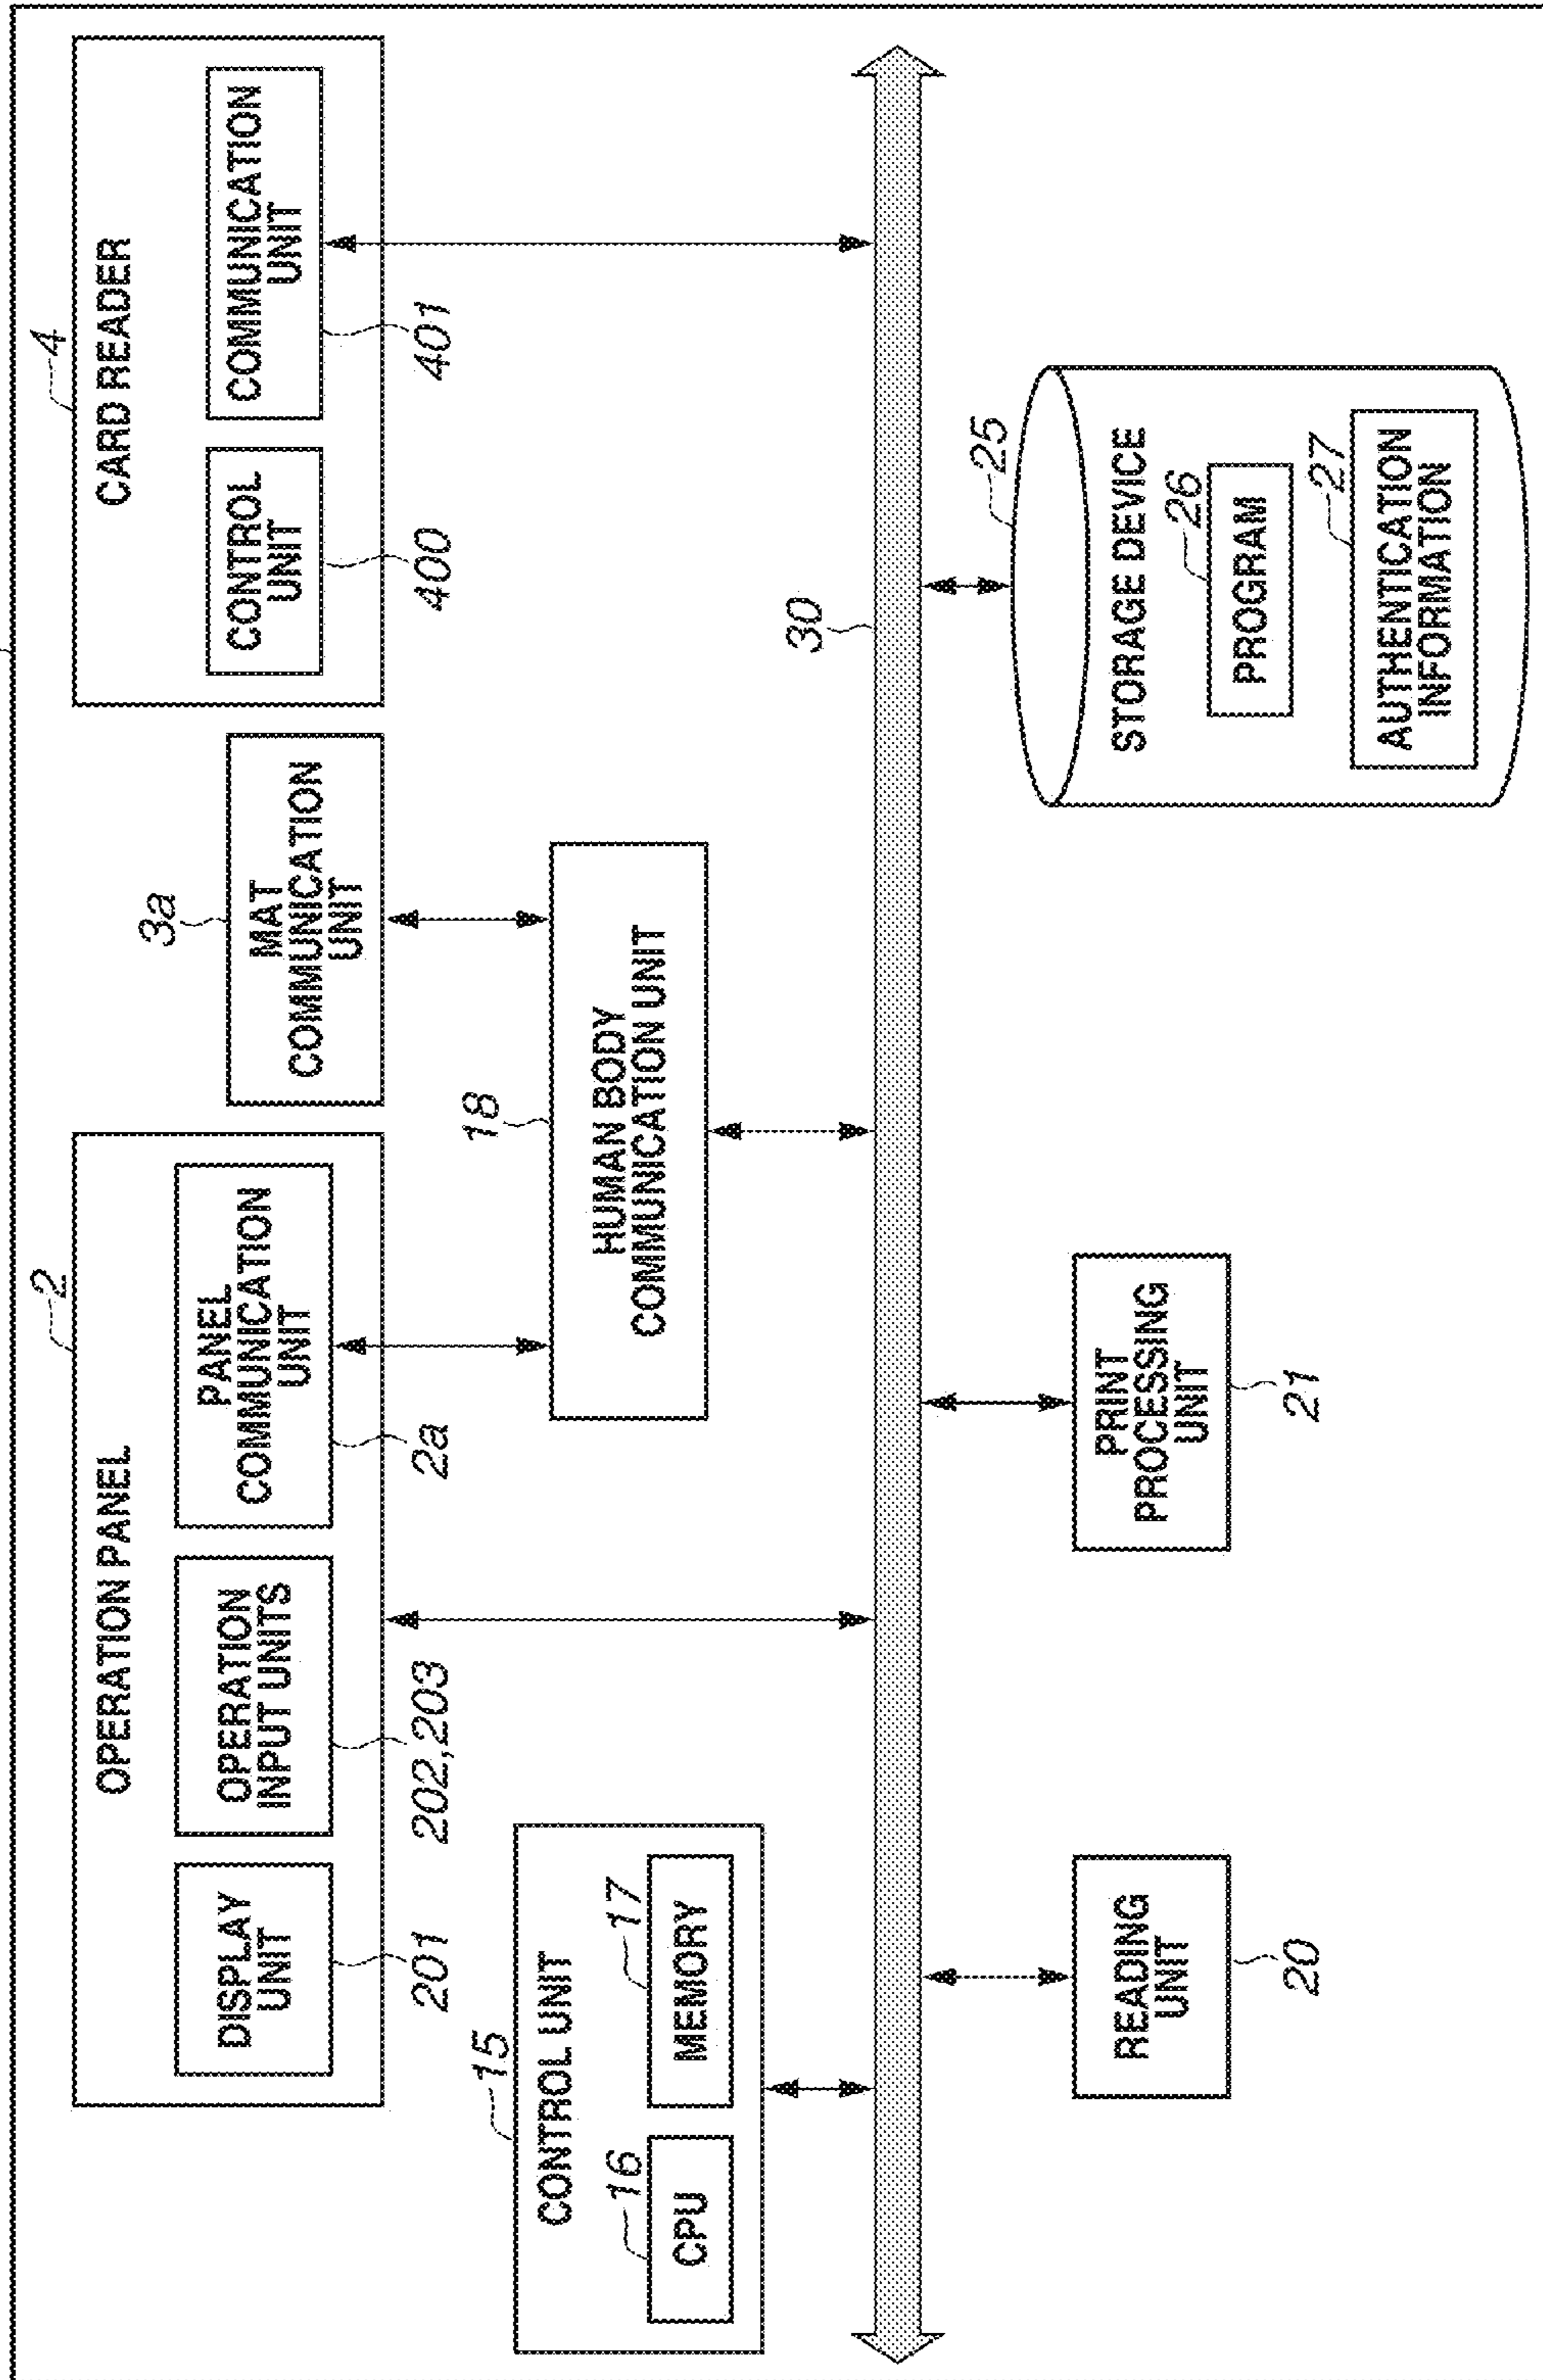 2
OPERATION PANEL
DISPLAY
UNIT
201
OPERATION
INPUT UNITS
202,203
PANEL
COMMUNICATION
UNIT
2a
3a
MAT
COMMUNICATION
UNIT
4
CARD READER
CONTROL
UNIT
400
COMMUNICATION
UNIT
401
15
CONTROL UNIT
16
CPU
17
MEMORY
18
HUMAN BODY
COMMUNICATION UNIT
30
READING
UNIT
20
PRINT
PROCESSING
UNIT
21
25
STORAGE DEVICE
26
PROGRAM
27
AUTHENTICATION
INFORMATION